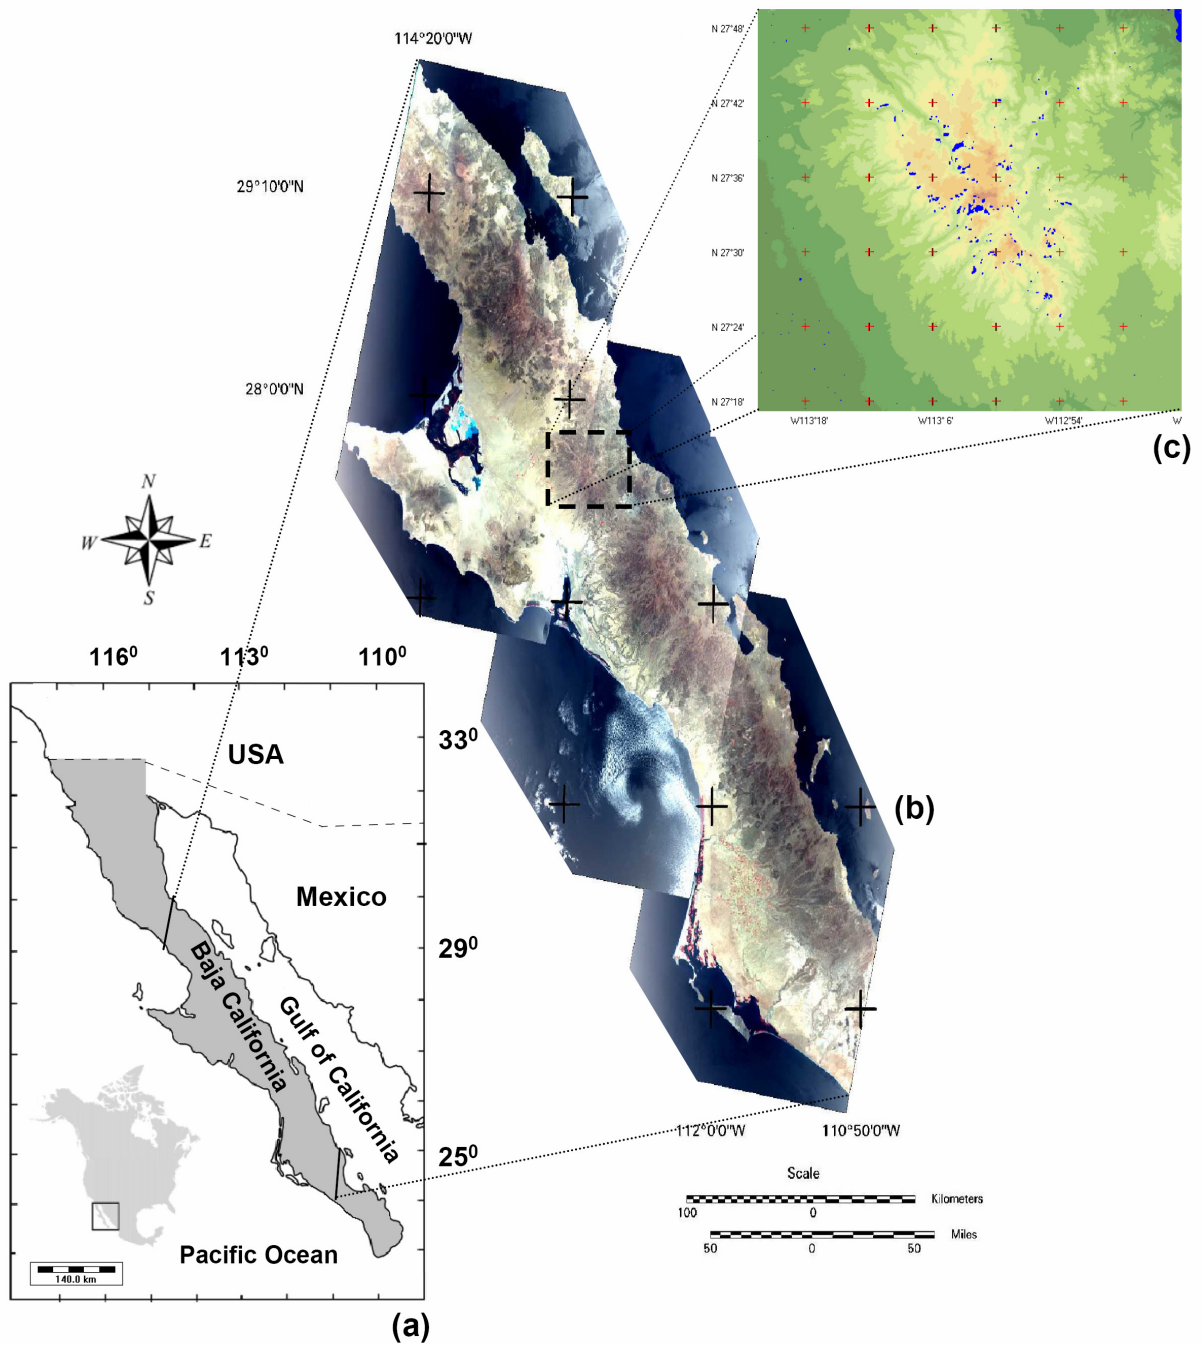 114°20'0"W
29°10'0"N
28°0'0"N
N 27°48'
N 27°42'
N 27°36'
N 27°30'
N 27°24'
N 27°18'
W113°18'
W113° 6'
W112°54'
W
(c)
N
W
E
S
116⁰
113⁰
110⁰
33⁰
29⁰
25⁰
USA
Mexico
Baja California
Gulf of California
Pacific Ocean
140.0 km
(a)
(b)
112°0'0"W
110°50'0"W
Scale
Kilometers
100
0
Miles
50
0
50